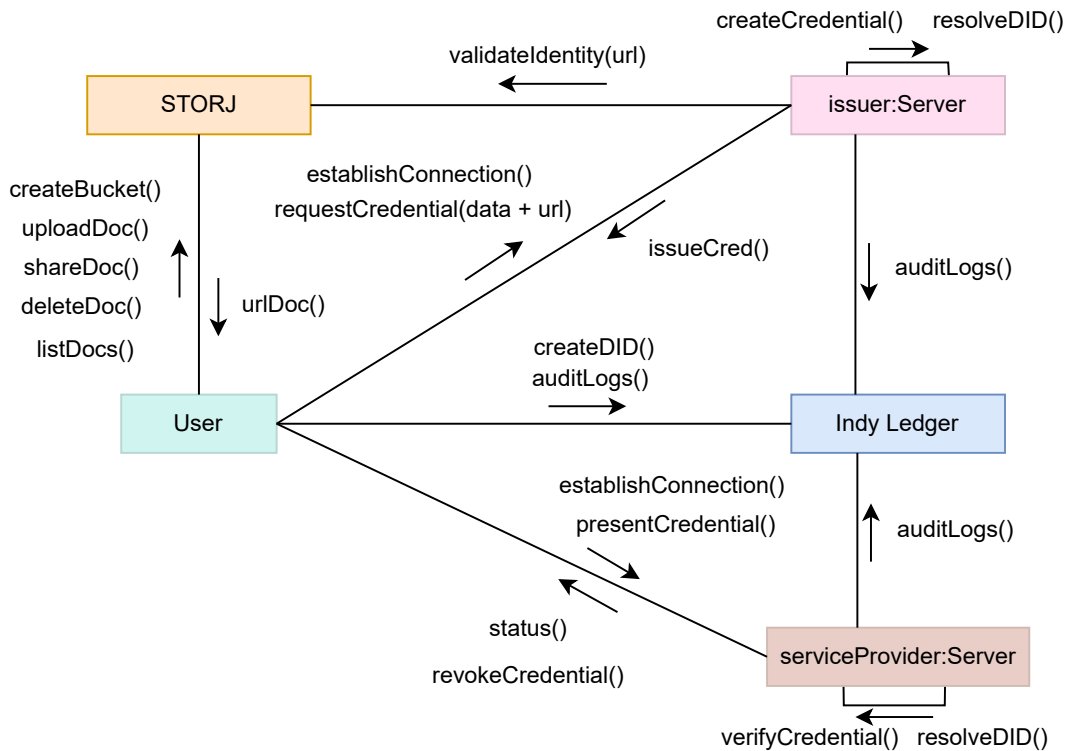 createCredential() resolveDID()
validateIdentity(url)
STORJ
issuer:Server
createBucket()
uploadDoc()
shareDoc()
deleteDoc()
listDocs()
urlDoc()
establishConnection()
requestCredential(data + url)
issueCred()
auditLogs()
createDID()
auditLogs()
User
Indy Ledger
establishConnection()
presentCredential()
auditLogs()
status()
revokeCredential()
serviceProvider:Server
verifyCredential() resolveDID()